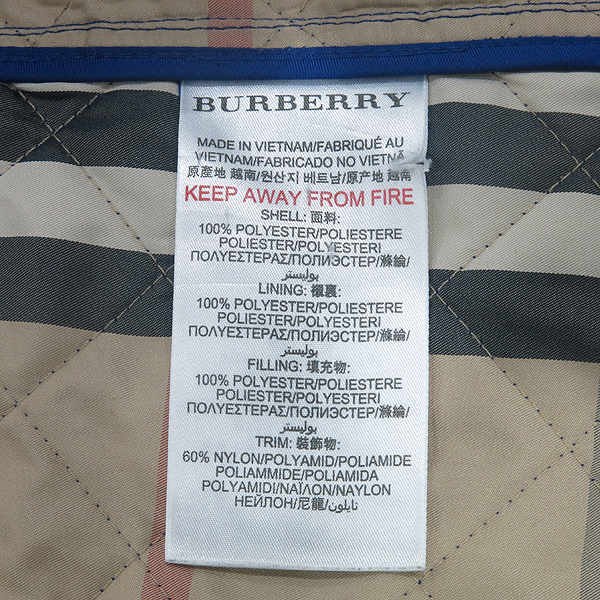 BURBERRY
MADE IN VIETNAM/FABRIQUÉ AU
VIETNAM/FABRICADO NO VIETNÃ
原產地 越南/원산지 베트남/原产地 越南
KEEP AWAY FROM FIRE
SHELL: 面料:
100% POLYESTER/POLIESTERE
POLIESTER/POLYESTERI
ΠΟΛΥΕΣΤΕΡΑΣ/ПОЛИЭСТЕР/滌綸/
بوليستر
LINING: 襯裏:
100% POLYESTER/POLIESTERE
POLIESTER/POLYESTERI
ΠΟΛΥΕΣΤΕΡΑΣ/ПОЛИЭСТЕР/滌綸/
بوليستر
FILLING: 填充物:
100% POLYESTER/POLIESTERE
POLIESTER/POLYESTERI
ΠΟΛΥΕΣΤΕΡΑΣ/ПОЛИЭСТЕР/滌綸/
بوليستر
TRIM: 裝飾物:
60% NYLON/POLYAMID/POLIAMIDE
POLIAMMIDE/POLIAMIDA
POLYAMIDI/ΝΑΪΛΟΝ/NAYLON
НЕЙЛОН/尼龍/نايلون